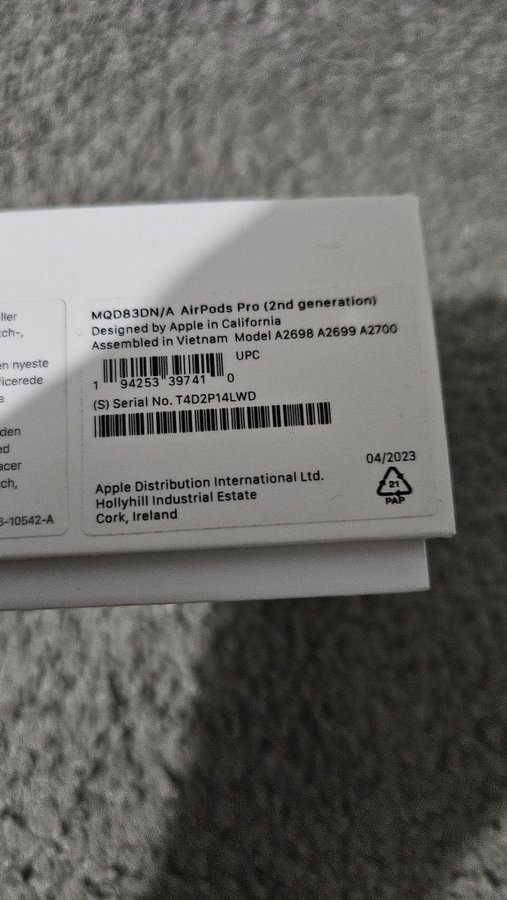 ller
tch-,
en nyeste
ficerede
a
den
ed
acer
tch,
6-10542-A
MQD83DN/A AirPods Pro (2nd generation)
Designed by Apple in California
Assembled in Vietnam Model A2698 A2699 A2700
UPC
1 94253 39741 0
(S) Serial No. T4D2P14LWD
04/2023
Apple Distribution International Ltd.
Hollyhill Industrial Estate
Cork, Ireland
21
PAP